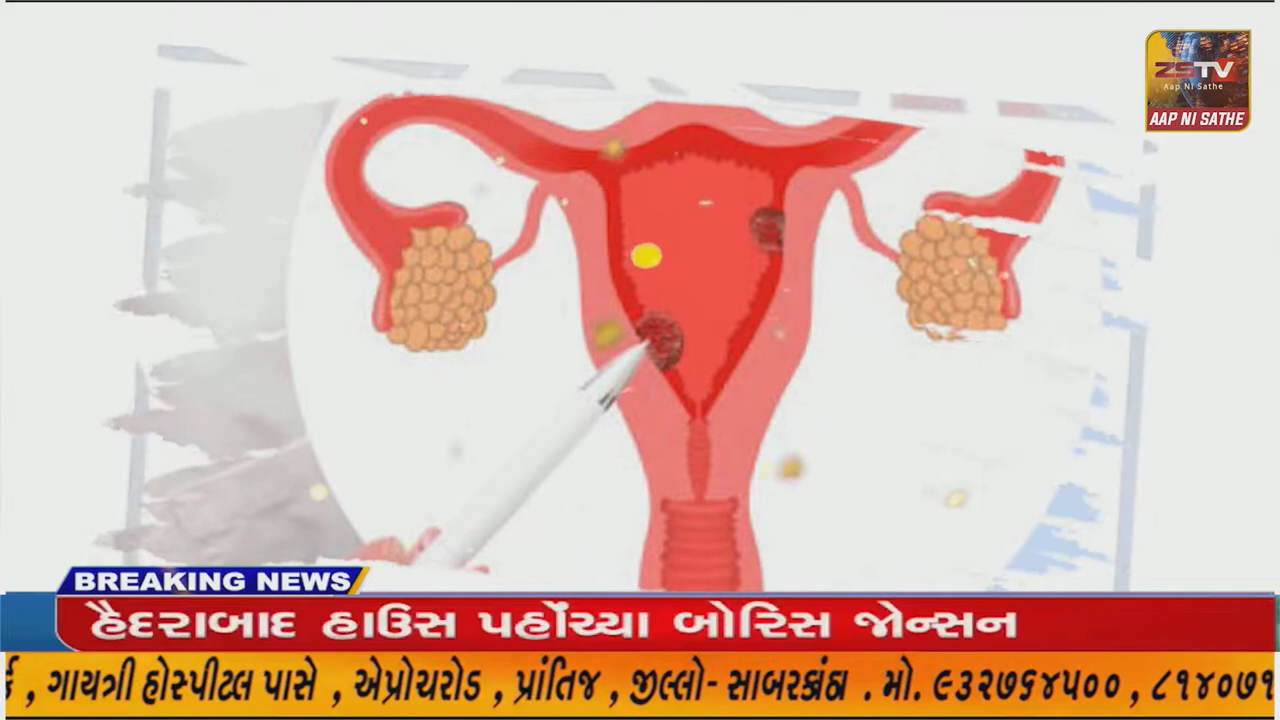 ZSTV
Aap Ni Sathe
AAP NI SATHE
BREAKING NEWS
હૈદરાબાદ હાઉસ પહોંચ્યા બોરિસ જોન્સન
, ગાયત્રી હોસ્પીટલ પાસે , એપ્રોચરોડ , પ્રાંતિજ , જીલ્લો- સાબરકાંઠા . મો. ૯૩૨૭૬૪૫૦૦ , ૮૧૪૦૭૧